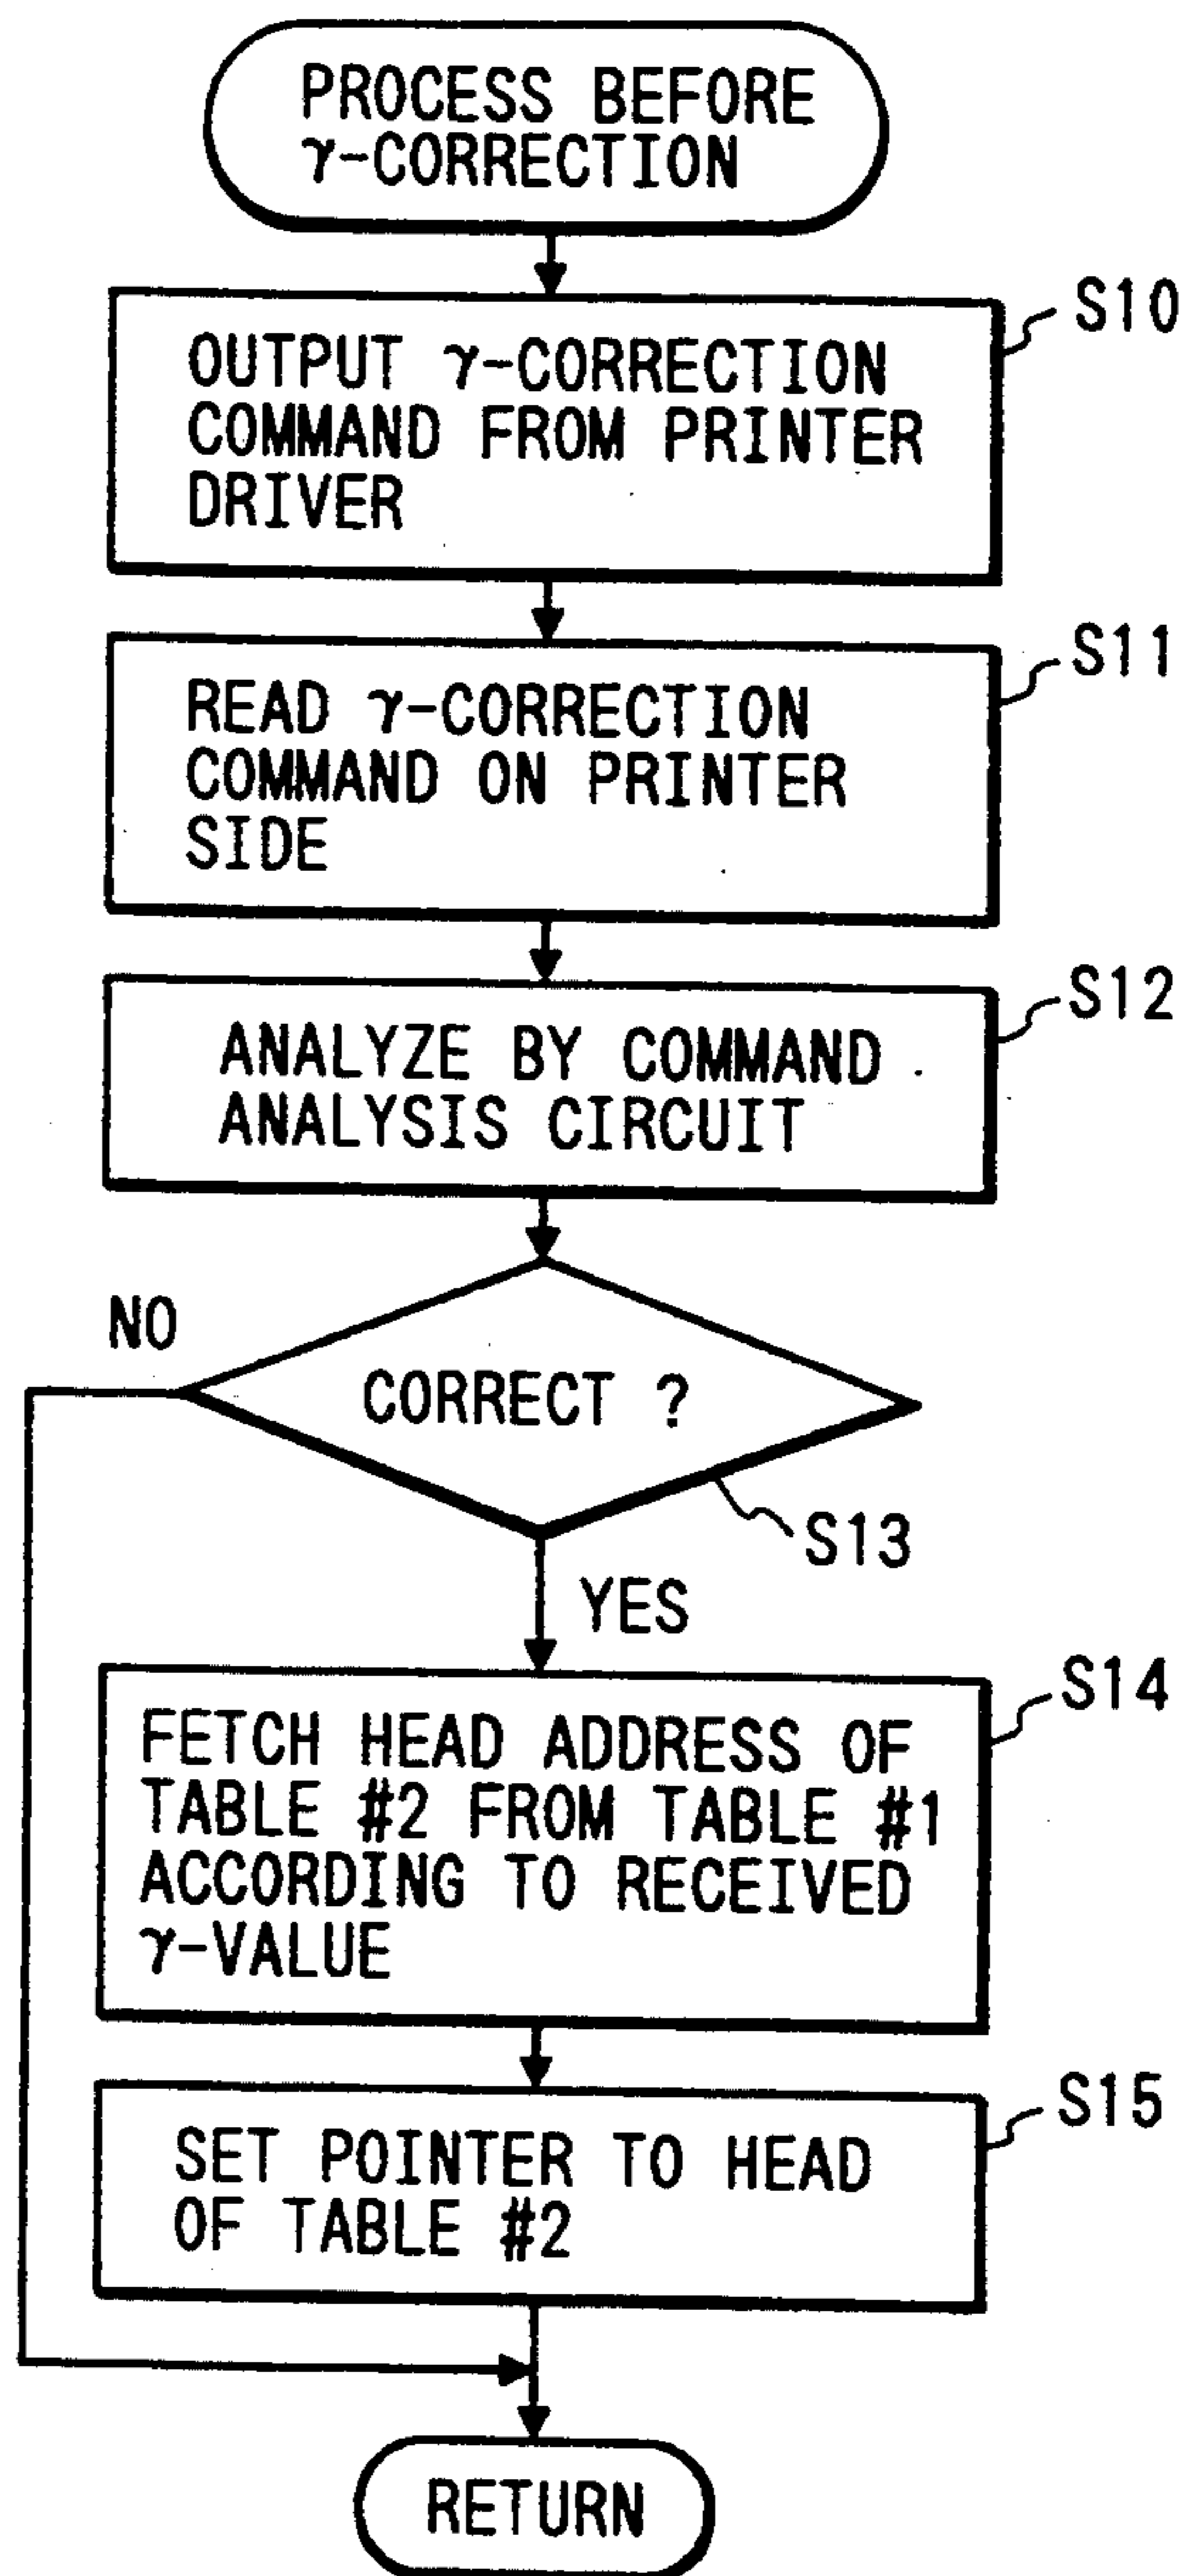 PROCESS BEFORE
γ-CORRECTION
S10
OUTPUT γ-CORRECTION
COMMAND FROM PRINTER
DRIVER
S11
READ γ-CORRECTION
COMMAND ON PRINTER
SIDE
S12
ANALYZE BY COMMAND
ANALYSIS CIRCUIT
NO
CORRECT ?
S13
YES
S14
FETCH HEAD ADDRESS OF
TABLE #2 FROM TABLE #1
ACCORDING TO RECEIVED
γ-VALUE
S15
SET POINTER TO HEAD
OF TABLE #2
RETURN